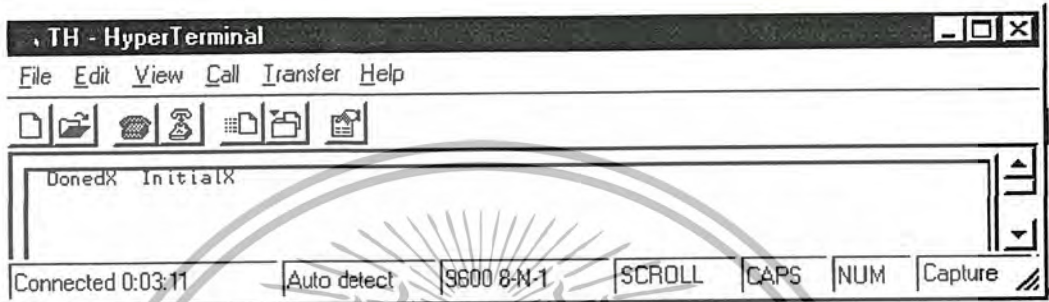 TH - HyperTerminal
File Edit View Call Transfer Help
DonedX InitialX
Connected 0:03:11 Auto detect 9600 8-N-1 SCROLL CAPS NUM Capture